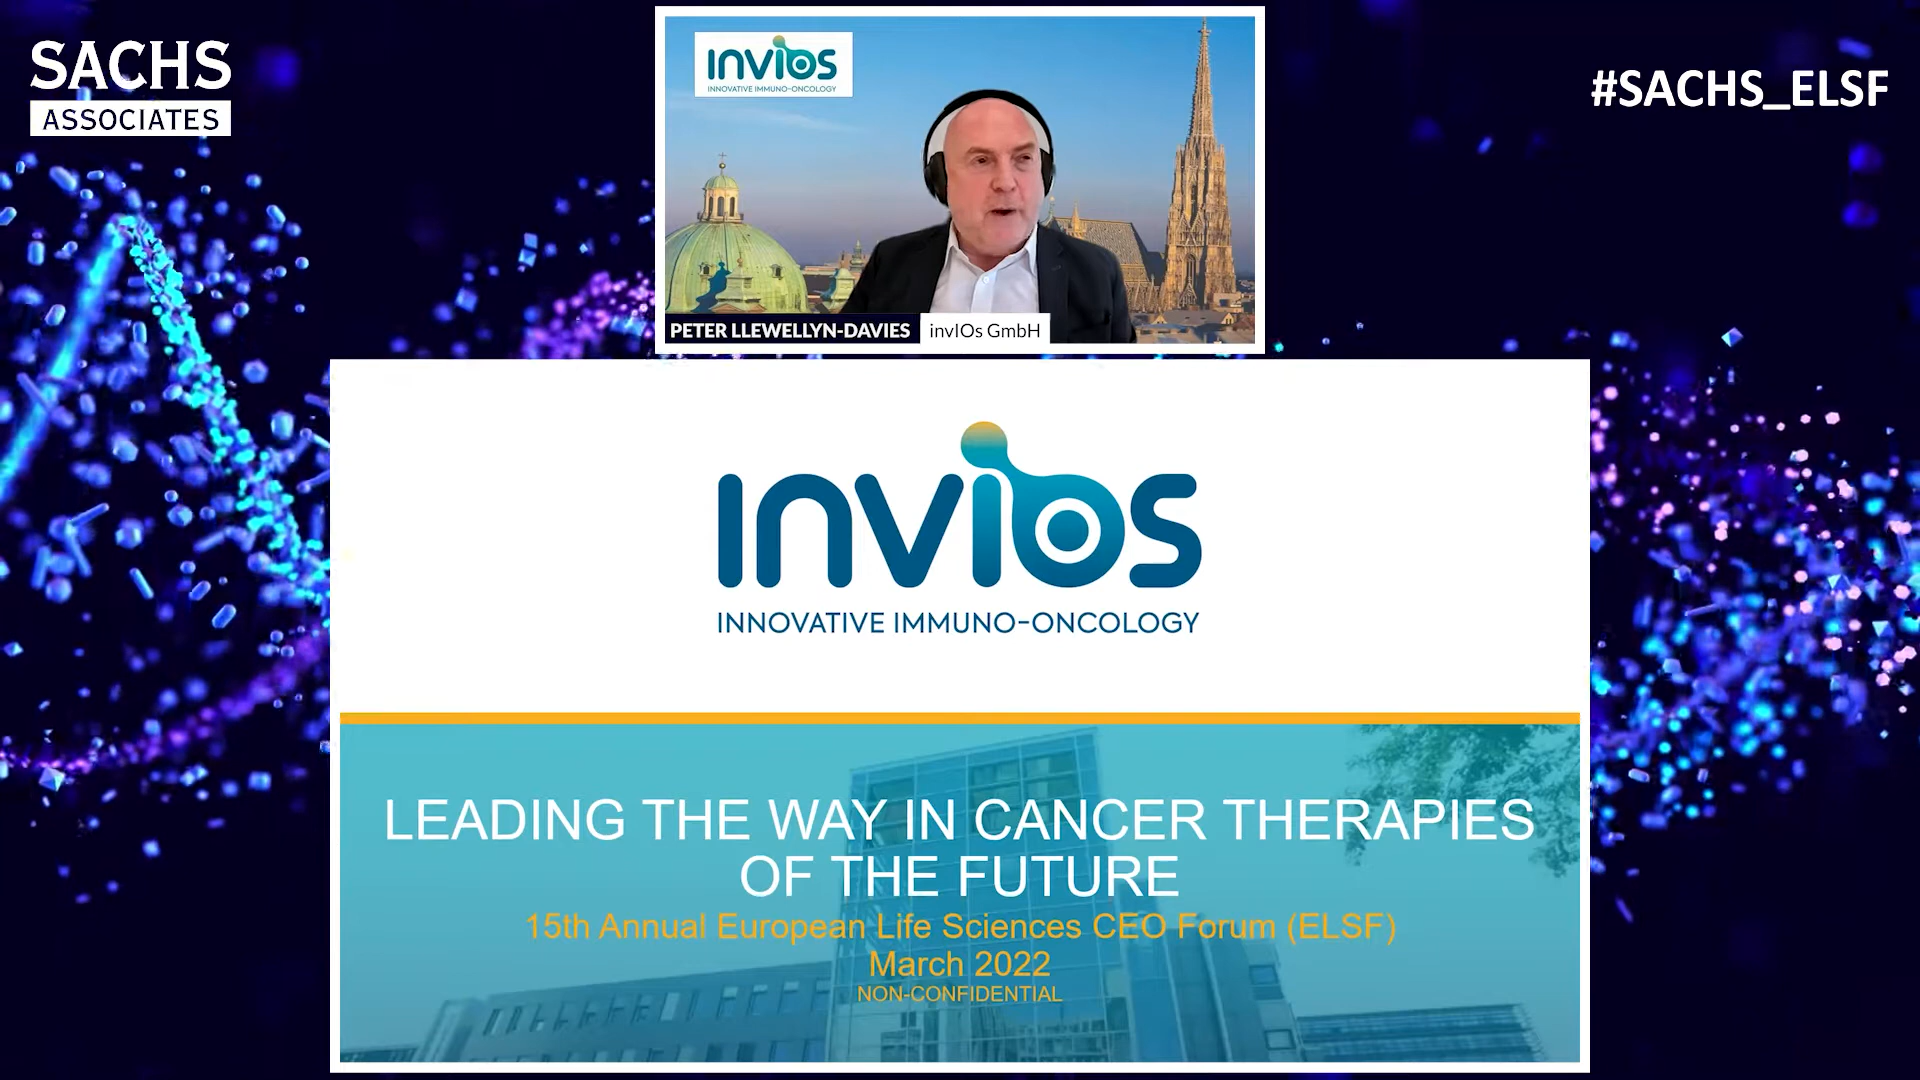 SACHS
ASSOCIATES
#SACHS_ELSF
INVIOS
INNOVATIVE IMMUNO-ONCOLOGY
PETER LLEWELLYN-DAVIES
invIOs GmbH
INVIOS
INNOVATIVE IMMUNO-ONCOLOGY
LEADING THE WAY IN CANCER THERAPIES
OF THE FUTURE
15th Annual European Life Sciences CEO Forum (ELSF)
March 2022
NON-CONFIDENTIAL